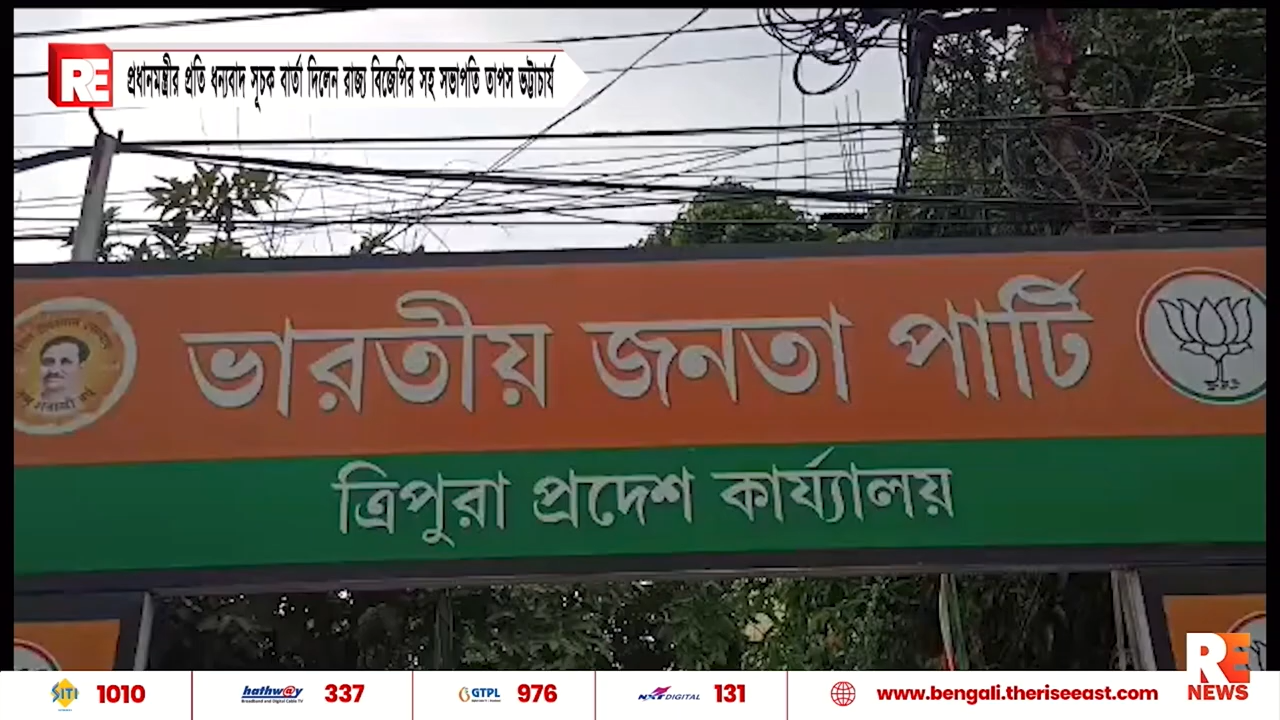 RE প্রধানমন্ত্রীর প্রতি ধন্যবাদ সূচক বার্তা দিলেন রাজ্য বিজেপির সহ সভাপতি তাপস ভট্টাচার্য
ভারতীয় জনতা পার্টি
ত্রিপুরা প্রদেশ কার্য্যালয়
RE
NEWS
SITI 1010 hathw@y 337 GTPL 976 NXT DIGITAL 131 www.bengali.theriseeast.com